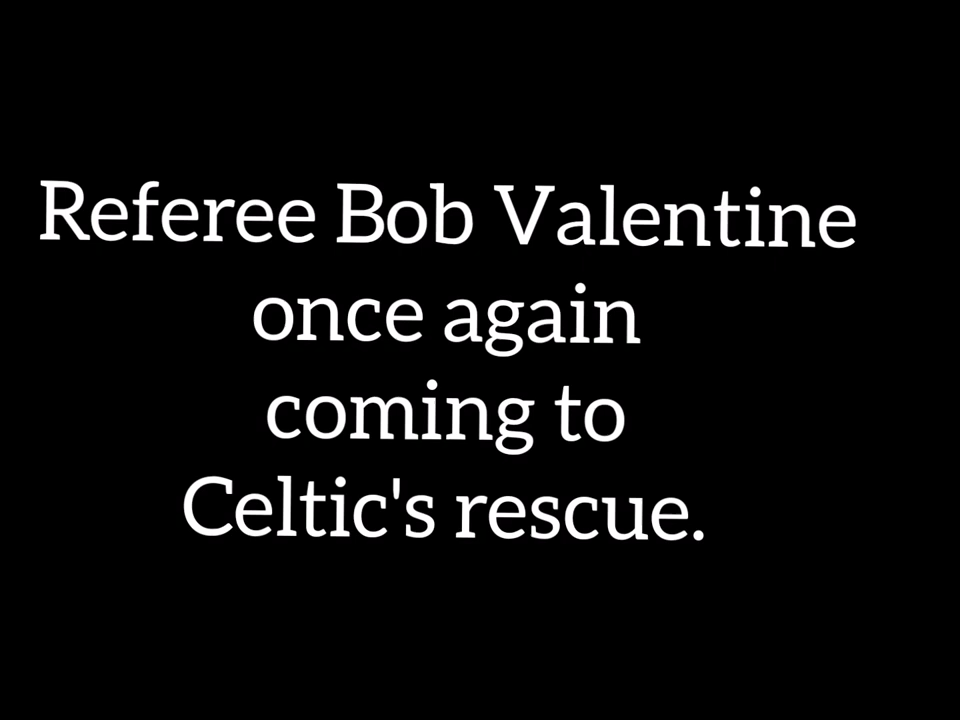 Referee Bob Valentine
once again
coming to
Celtic's rescue.